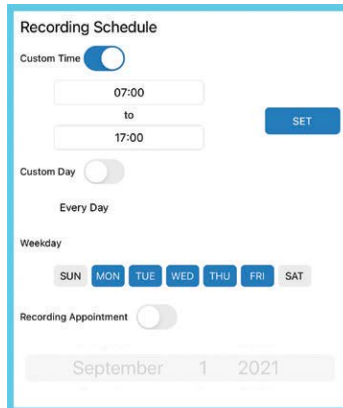 Recording Schedule
Custom Time
07:00
to
SET
17:00
Custom Day
Every Day
Weekday
SUN MON TUE WED THU FRI SAT
Recording Appointment
September 1 2021